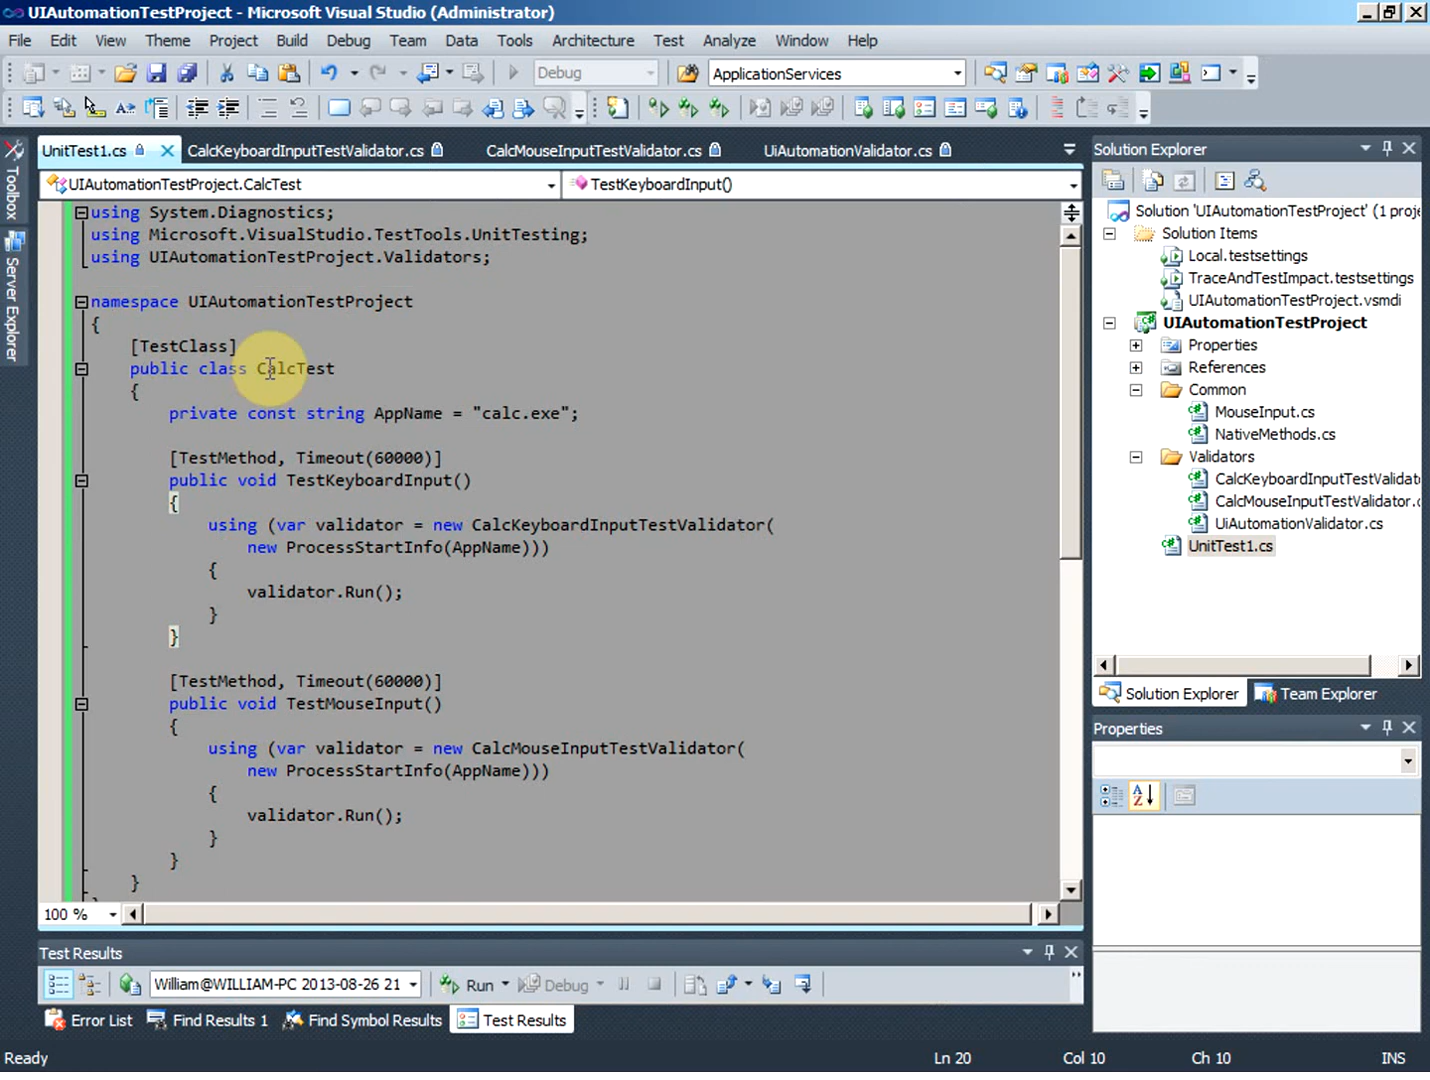 UIAutomationTestProject - Microsoft Visual Studio (Administrator)
File Edit View Theme Project Build Debug Team Data Tools Architecture Test Analyze Window Help
Debug ApplicationServices
UnitTest1.cs CalcKeyboardInputTestValidator.cs CalcMouseInputTestValidator.cs UiAutomationValidator.cs
UIAutomationTestProject.CalcTest TestKeyboardInput()
Toolbox
Server Explorer
using System.Diagnostics;
using Microsoft.VisualStudio.TestTools.UnitTesting;
using UIAutomationTestProject.Validators;
namespace UIAutomationTestProject
{
[TestClass]
public class CalcTest
{
private const string AppName = "calc.exe";
[TestMethod, Timeout(60000)]
public void TestKeyboardInput()
{
using (var validator = new CalcKeyboardInputTestValidator(
new ProcessStartInfo(AppName)))
{
validator.Run();
}
}
[TestMethod, Timeout(60000)]
public void TestMouseInput()
{
using (var validator = new CalcMouseInputTestValidator(
new ProcessStartInfo(AppName)))
{
validator.Run();
}
}
}
100 %
Solution Explorer
Solution 'UIAutomationTestProject' (1 proje
Solution Items
Local.testsettings
TraceAndTestImpact.testsettings
UIAutomationTestProject.vsmdi
UIAutomationTestProject
Properties
References
Common
MouseInput.cs
NativeMethods.cs
Validators
CalcKeyboardInputTestValidat
CalcMouseInputTestValidator.c
UiAutomationValidator.cs
UnitTest1.cs
Solution Explorer Team Explorer
Properties
Test Results
William@WILLIAM-PC 2013-08-26 21 Run Debug
Error List Find Results 1 Find Symbol Results Test Results
Ready Ln 20 Col 10 Ch 10 INS